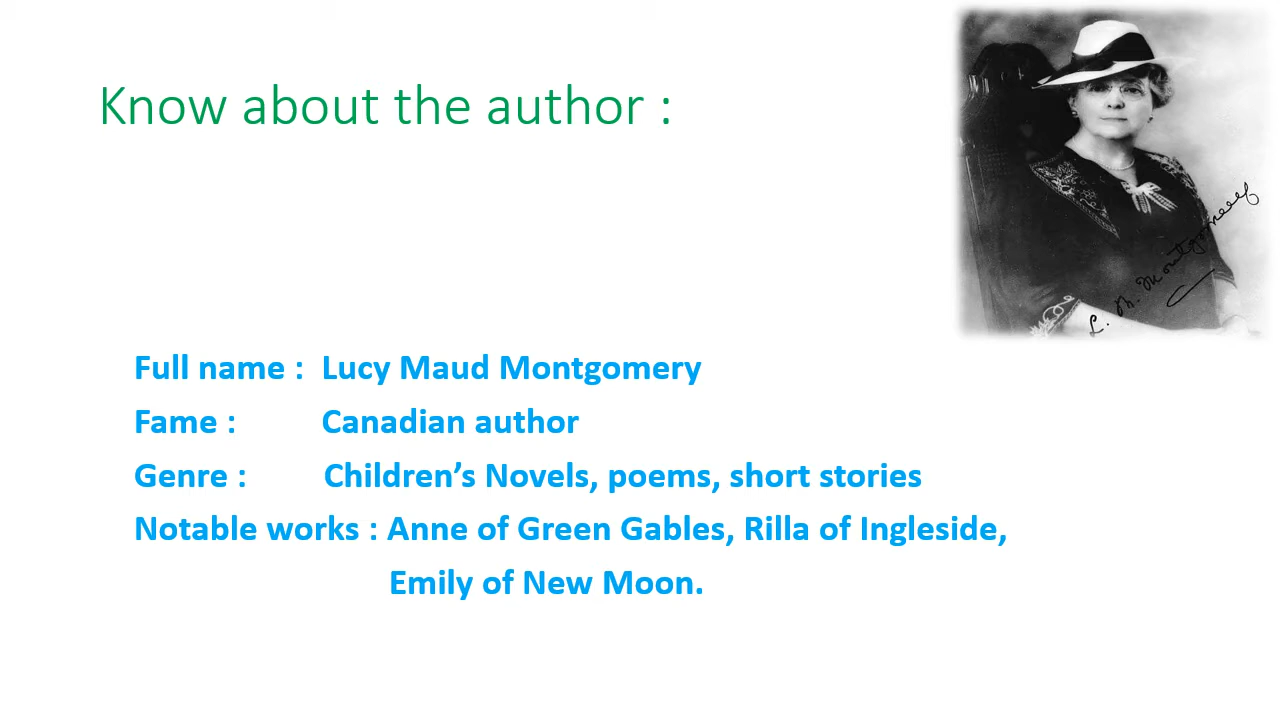 Know about the author :
L. M. Montgomery
Full name : Lucy Maud Montgomery
Fame : Canadian author
Genre : Children’s Novels, poems, short stories
Notable works : Anne of Green Gables, Rilla of Ingleside,
Emily of New Moon.